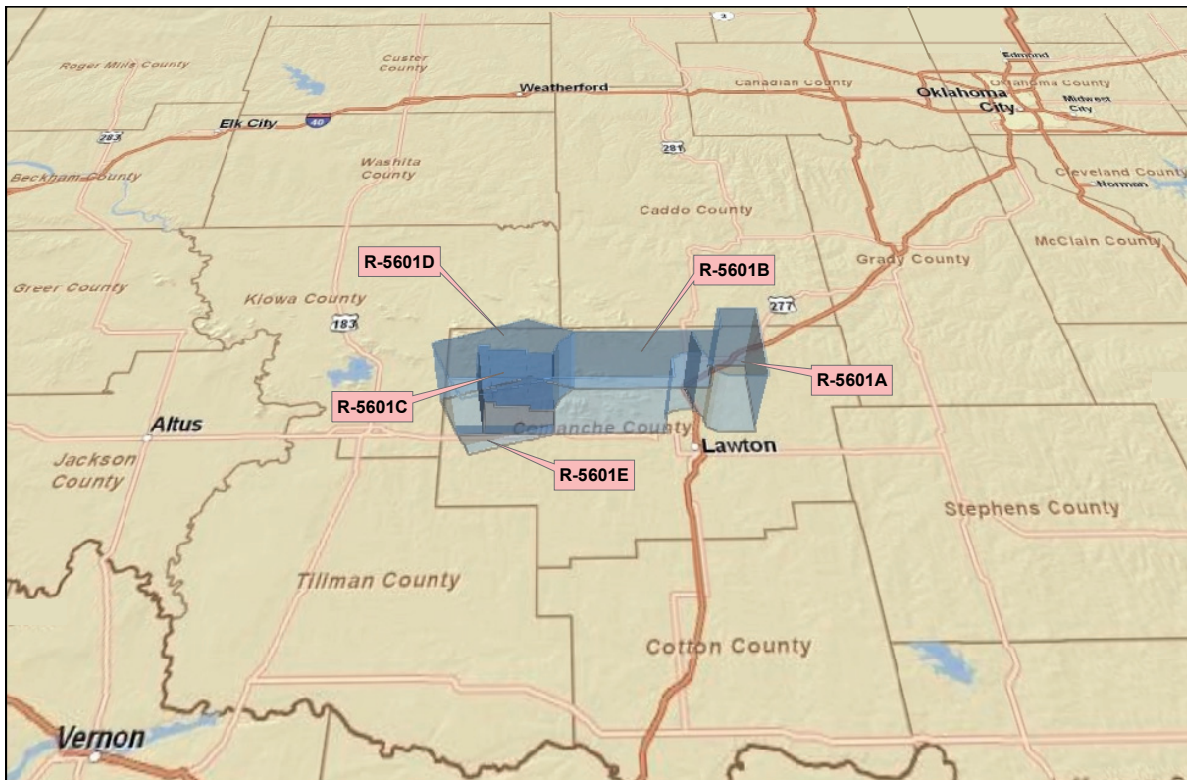 3
Roger Mills County
Custer
County
Edmond
Canadian County
Oklahoma County
Weatherford
Oklahoma
City
Midwest
City
283
Elk City
40
281
Washita
County
Beckham County
Cleveland County
Norman
Caddo County
McClain County
R-5601D
R-5601B
Grady County
Greer County
Kiowa County
277
183
R-5601A
R-5601C
Altus
Comanche County
Lawton
Jackson
County
R-5601E
Stephens County
Tillman County
Cotton County
Vernon